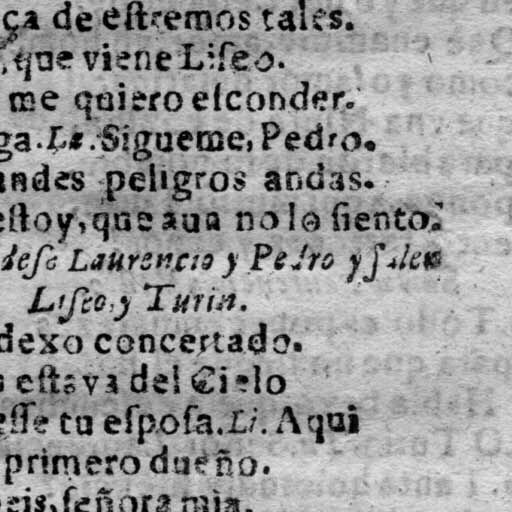 ça de eſtremos tales.
, que viene Liſeo.
me quiero eſconder.
ga. La. Sigueme, Pedro.
andes peligros andas.
eſtoy, que aun no lo ſiento.
deſe Laurencio y Pedro y ſalen
Liſeo, y Turin.
dexo concertado.
eſtava del Cielo
eſſe tu eſpoſa. Li. Aqui
primero dueño.
eis, ſeñora mia.